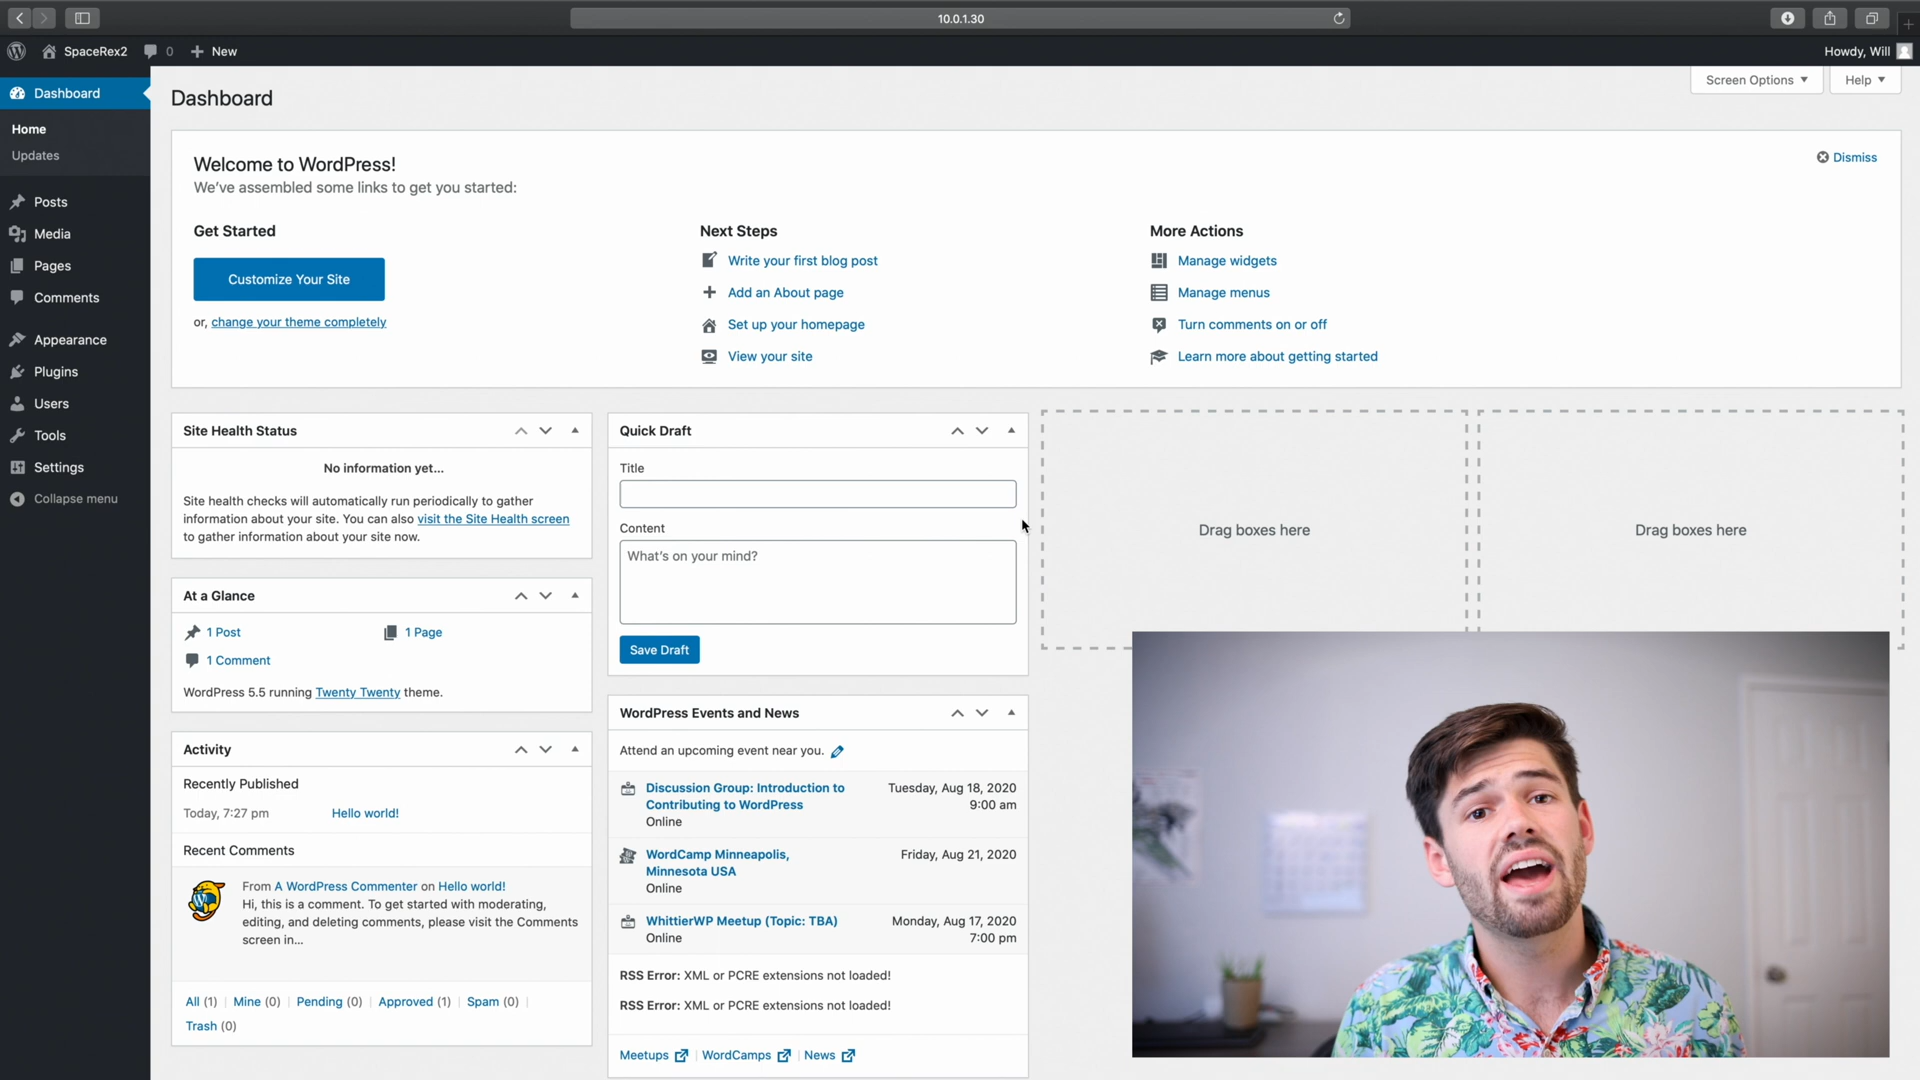 10.0.1.30
SpaceRex2
0
New
Howdy, Will
Dashboard
Home
Updates
Posts
Media
Pages
Comments
Appearance
Plugins
Users
Tools
Settings
Collapse menu
Dashboard
Screen Options
Help
Welcome to WordPress!
We've assembled some links to get you started:
Dismiss
Get Started
Customize Your Site
or, change your theme completely
Next Steps
Write your first blog post
Add an About page
Set up your homepage
View your site
More Actions
Manage widgets
Manage menus
Turn comments on or off
Learn more about getting started
Site Health Status
No information yet...
Site health checks will automatically run periodically to gather
information about your site. You can also visit the Site Health screen
to gather information about your site now.
At a Glance
1 Post
1 Page
1 Comment
WordPress 5.5 running Twenty Twenty theme.
Activity
Recently Published
Today, 7:27 pm
Hello world!
Recent Comments
From A WordPress Commenter on Hello world!
Hi, this is a comment. To get started with moderating,
editing, and deleting comments, please visit the Comments
screen in...
All (1) | Mine (0) | Pending (0) | Approved (1) | Spam (0) |
Trash (0)
Quick Draft
Title
Content
What's on your mind?
Save Draft
WordPress Events and News
Attend an upcoming event near you.
Discussion Group: Introduction to
Contributing to WordPress
Online
Tuesday, Aug 18, 2020
9:00 am
WordCamp Minneapolis,
Minnesota USA
Online
Friday, Aug 21, 2020
WhittierWP Meetup (Topic: TBA)
Online
Monday, Aug 17, 2020
7:00 pm
RSS Error: XML or PCRE extensions not loaded!
RSS Error: XML or PCRE extensions not loaded!
Meetups | WordCamps | News
Drag boxes here
Drag boxes here